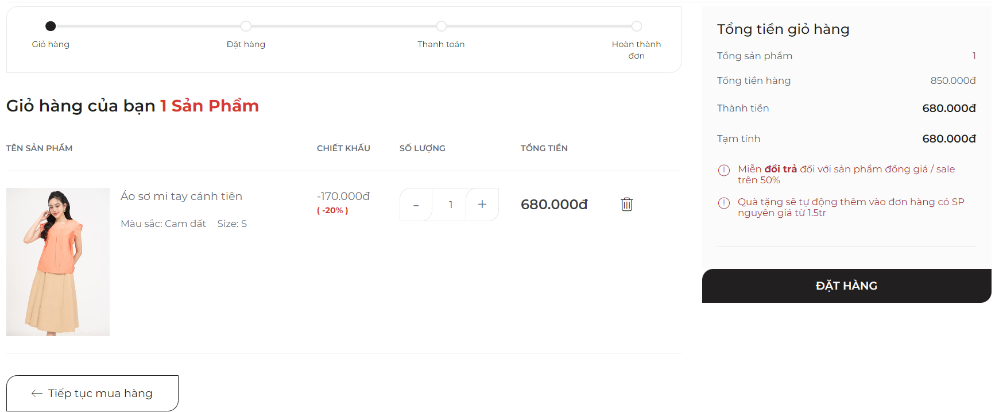 Giỏ hàng
Đặt hàng
Thanh toán
Hoàn thành
đơn
Giỏ hàng của bạn 1 Sản Phẩm
TÊN SẢN PHẨM
CHIẾT KHẤU
SỐ LƯỢNG
TỔNG TIỀN
Áo sơ mi tay cánh tiên
Màu sắc: Cam đất Size: S
-170.000đ
( -20% )
- 1 +
680.000đ
← Tiếp tục mua hàng
Tổng tiền giỏ hàng
Tổng sản phẩm 1
Tổng tiền hàng 850.000đ
Thành tiền 680.000đ
Tạm tính 680.000đ
Miễn đổi trả đối với sản phẩm đồng giá / sale
trên 50%
Quà tặng sẽ tự động thêm vào đơn hàng có SP
nguyên giá từ 1.5tr
ĐẶT HÀNG